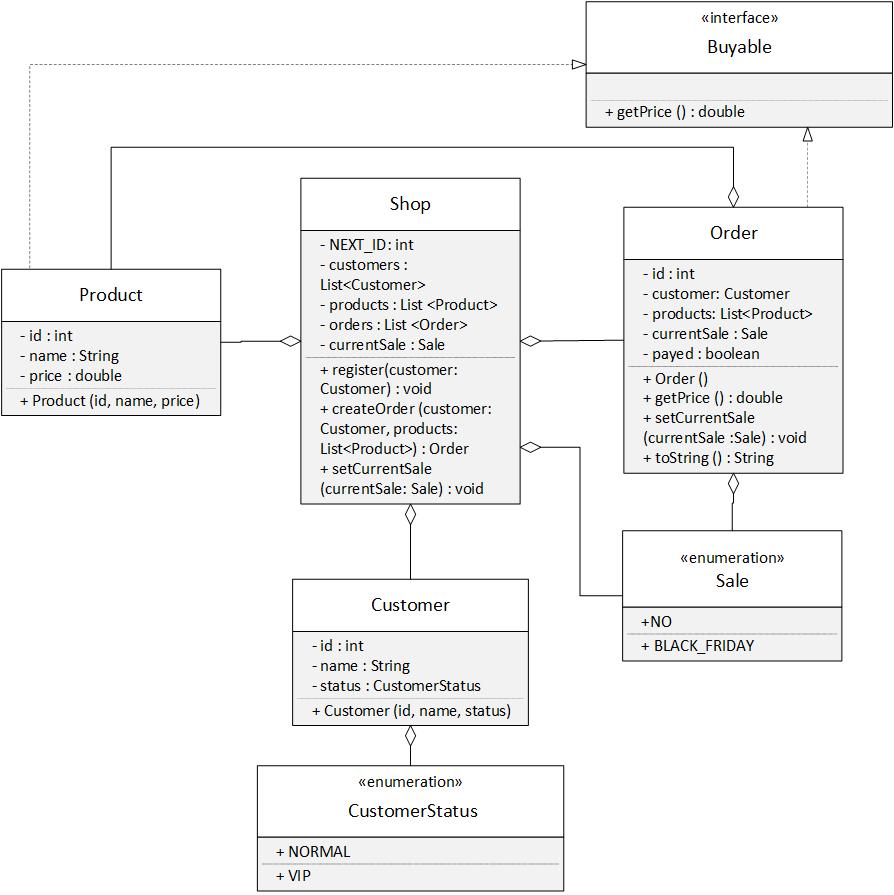 «interface»
Buyable
+ getPrice () : double
Shop
- NEXT_ID: int
- customers :
List<Customer>
- products : List <Product>
- orders : List <Order>
- currentSale : Sale
+ register(customer:
Customer) : void
+ createOrder (customer:
Customer, products:
List<Product>) : Order
+ setCurrentSale
(currentSale: Sale) : void
Order
- id : int
- customer: Customer
- products: List<Product>
- currentSale : Sale
- payed : boolean
+ Order ()
+ getPrice () : double
+ setCurrentSale
(currentSale :Sale) : void
+ toString () : String
Product
- id : int
- name : String
- price : double
+ Product (id, name, price)
«enumeration»
Sale
+NO
+ BLACK_FRIDAY
Customer
- id : int
- name : String
- status : CustomerStatus
+ Customer (id, name, status)
«enumeration»
CustomerStatus
+ NORMAL
+ VIP